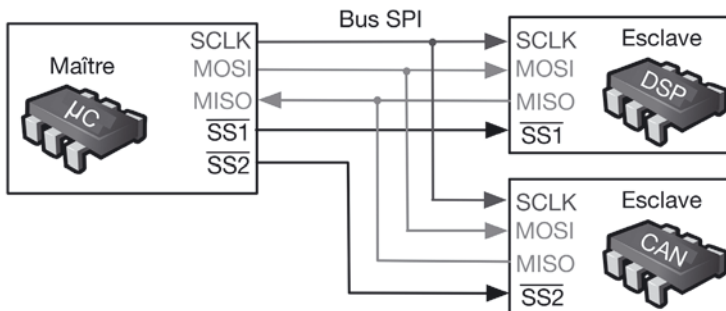 Bus SPI
Maître
µC
SCLK
MOSI
MISO
SS1
SS2
SCLK
MOSI
MISO
SS1
Esclave
DSP
SCLK
MOSI
MISO
SS2
Esclave
CAN